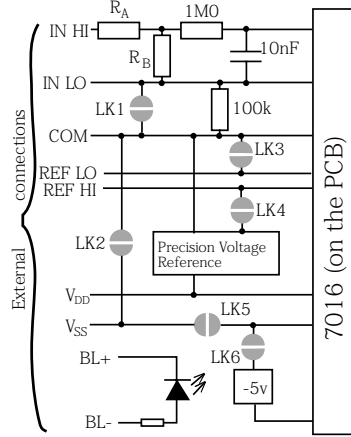 R_A
1M0
IN HI
R_B
10nF
IN LO
LK1
100k
COM
LK3
REF LO
REF HI
LK4
LK2
Precision Voltage
Reference
V_DD
LK5
V_SS
LK6
BL+
-5v
BL-
External
connections
7016 (on the PCB)